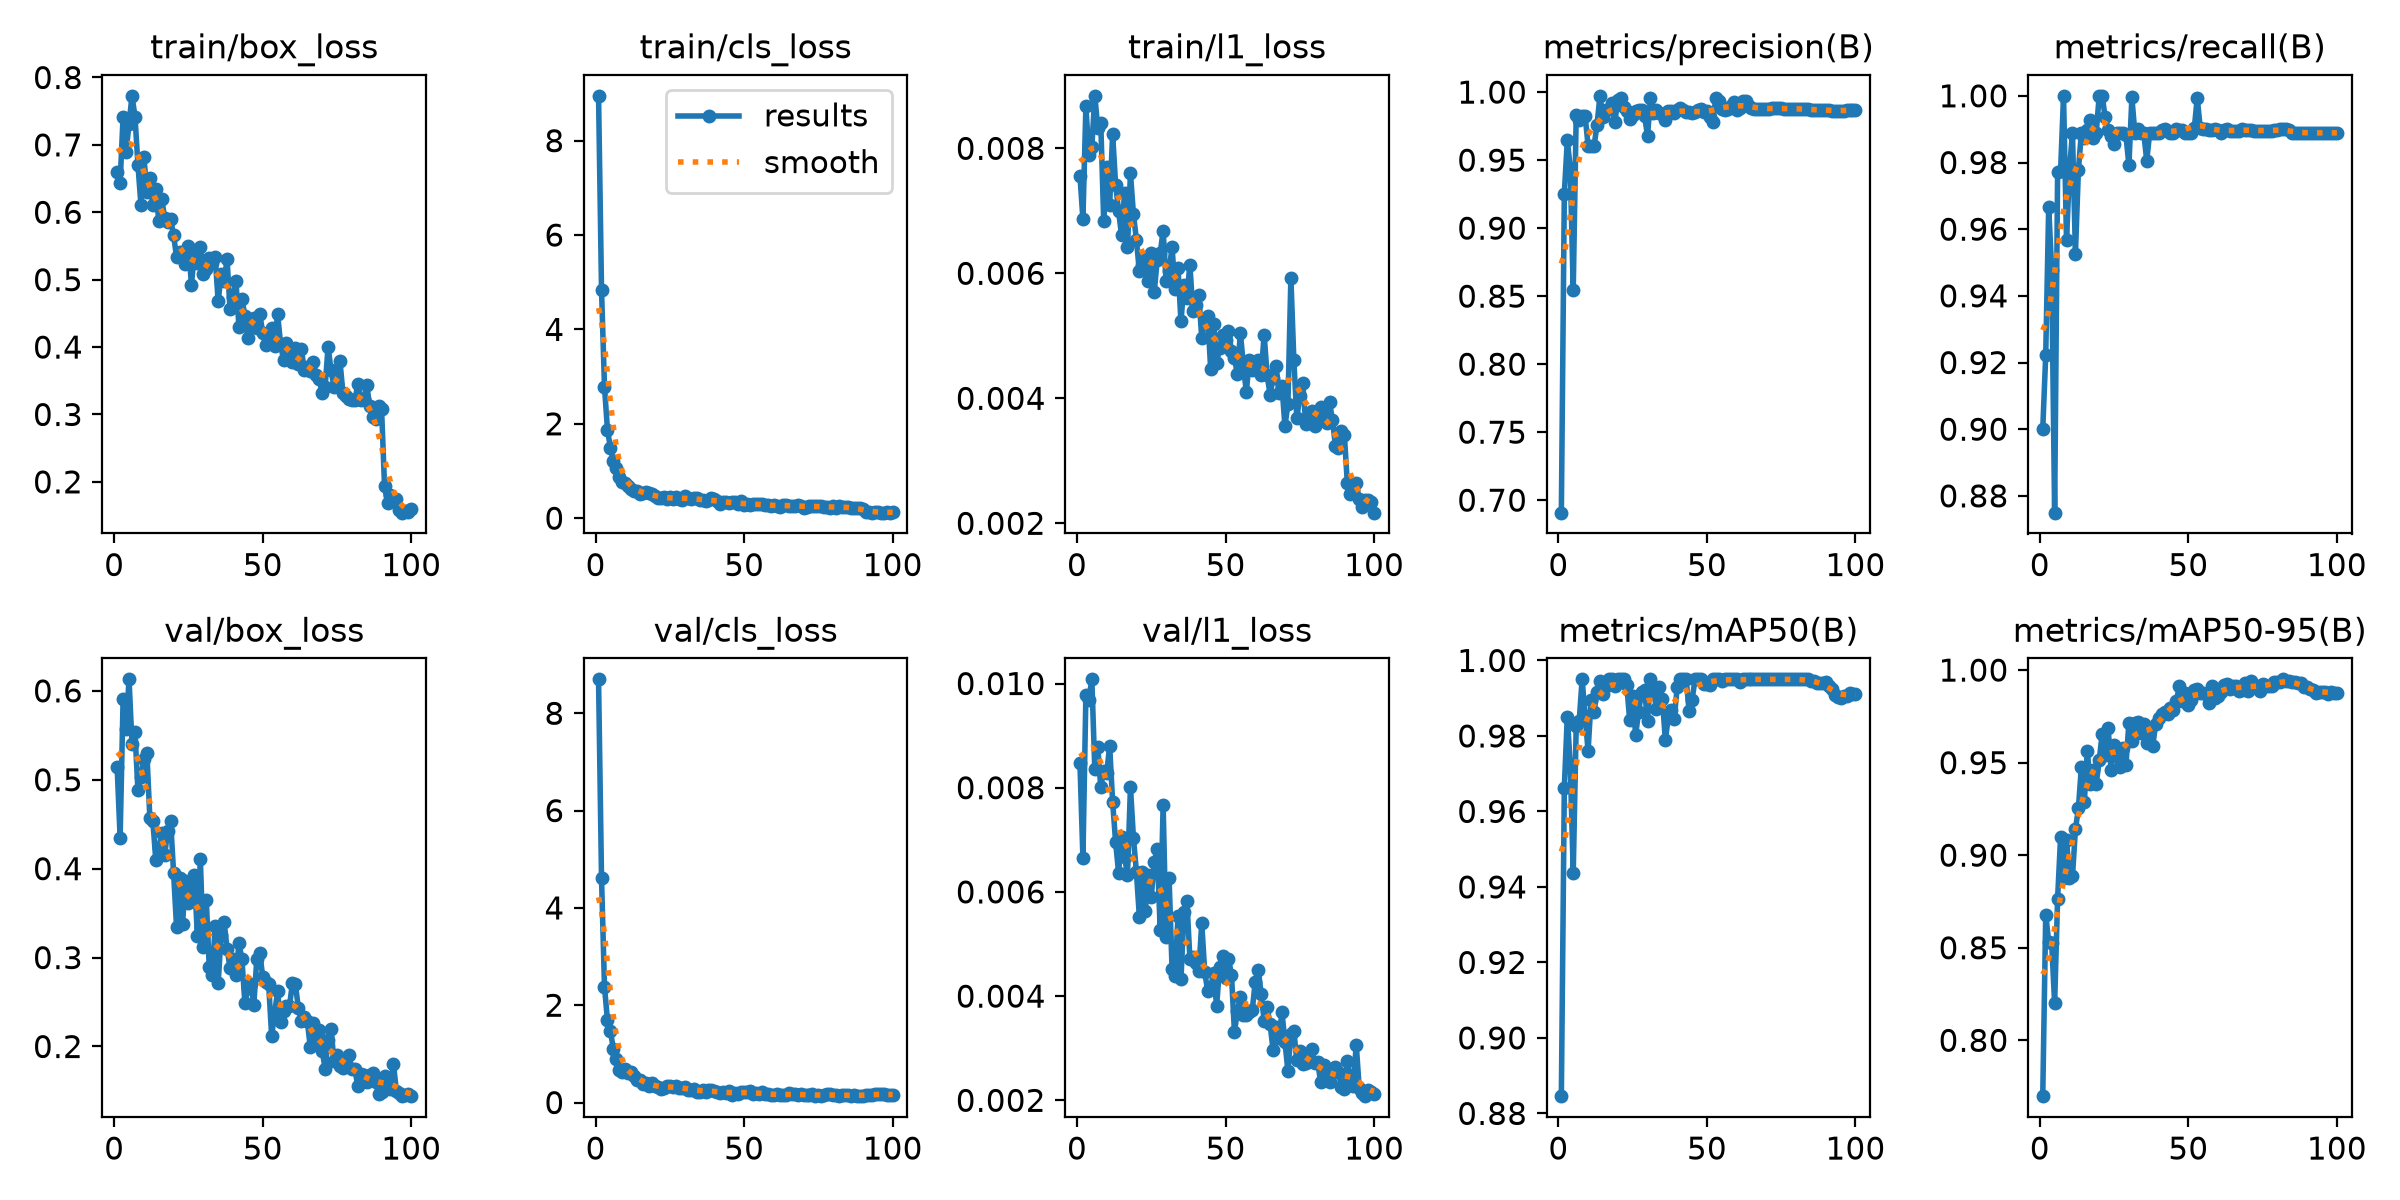 train/box_loss
0.8
0.7
0.6
0.5
0.4
0.3
0.2
0 50 100
train/cls_loss
results
smooth
8
6
4
2
0
0 50 100
train/l1_loss
0.008
0.006
0.004
0.002
0 50 100
metrics/precision(B)
1.00
0.95
0.90
0.85
0.80
0.75
0.70
0 50 100
metrics/recall(B)
1.00
0.98
0.96
0.94
0.92
0.90
0.88
0 50 100
val/box_loss
0.6
0.5
0.4
0.3
0.2
0 50 100
val/cls_loss
8
6
4
2
0
0 50 100
val/l1_loss
0.010
0.008
0.006
0.004
0.002
0 50 100
metrics/mAP50(B)
1.00
0.98
0.96
0.94
0.92
0.90
0.88
0 50 100
metrics/mAP50-95(B)
1.00
0.95
0.90
0.85
0.80
0 50 100